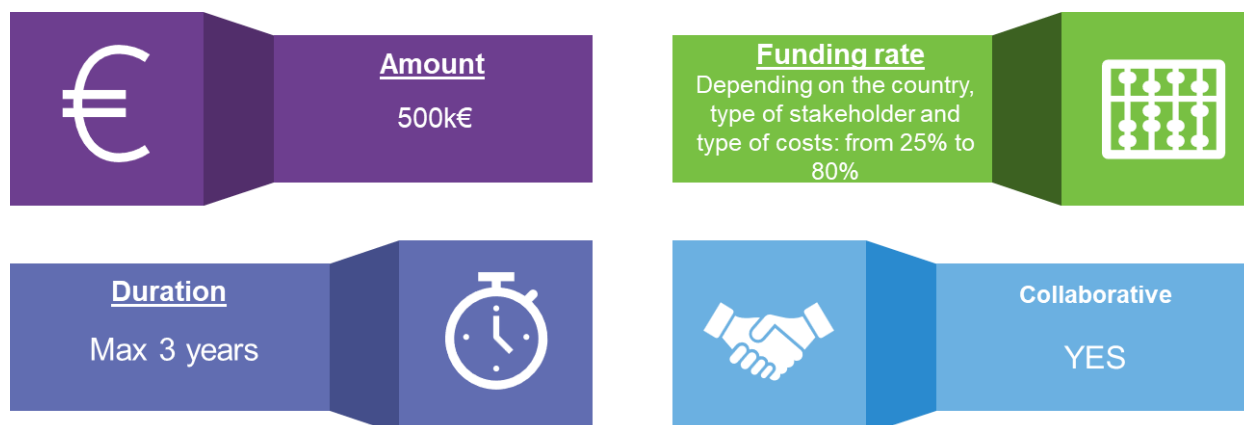 Amount
500k€
Funding rate
Depending on the country,
type of stakeholder and
type of costs: from 25% to
80%
Duration
Max 3 years
Collaborative
YES